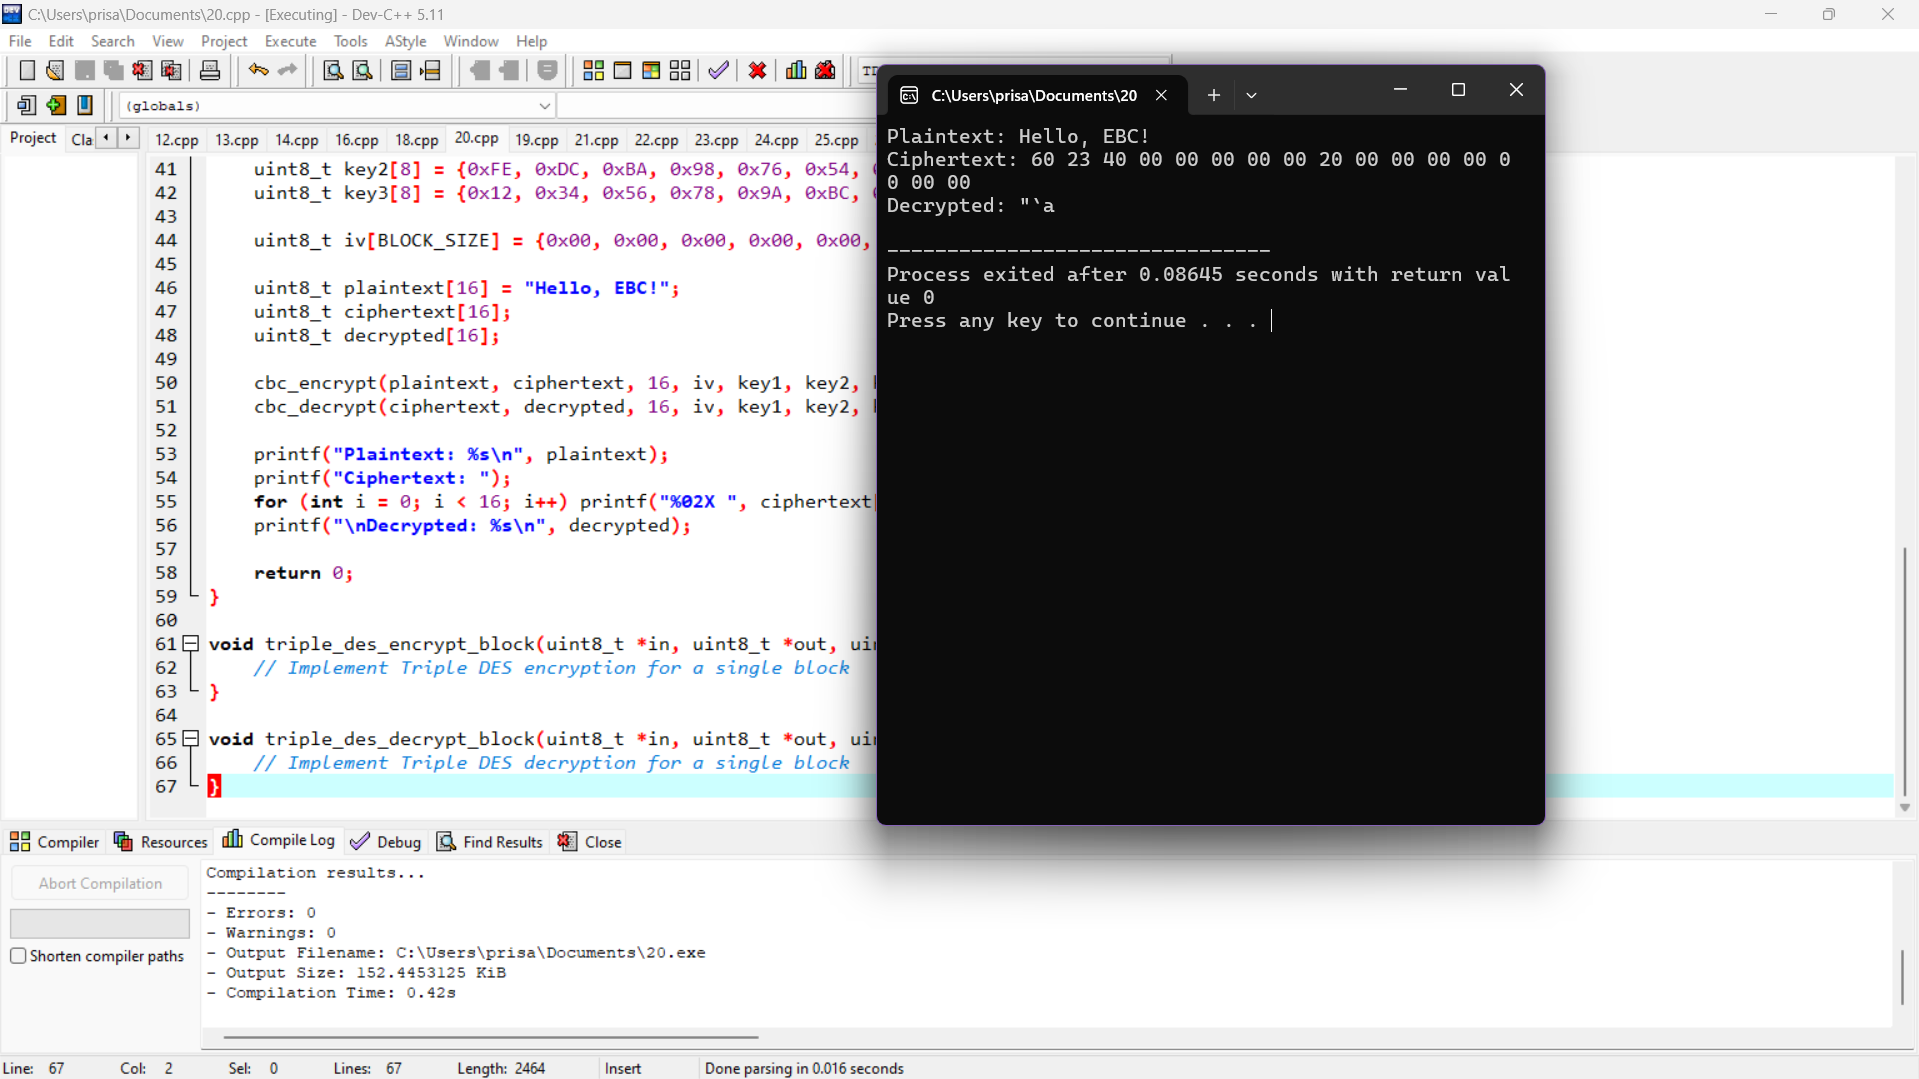 C:\Users\prisa\Documents\20.cpp - [Executing] - Dev-C++ 5.11
File Edit Search View Project Execute Tools AStyle Window Help
(globals)
Project Cla 12.cpp 13.cpp 14.cpp 16.cpp 18.cpp 20.cpp 19.cpp 21.cpp 22.cpp 23.cpp 24.cpp 25.cpp
41 uint8_t key2[8] = {0xFE, 0xDC, 0xBA, 0x98, 0x76, 0x54,
42 uint8_t key3[8] = {0x12, 0x34, 0x56, 0x78, 0x9A, 0xBC,
43
44 uint8_t iv[BLOCK_SIZE] = {0x00, 0x00, 0x00, 0x00, 0x00,
45
46 uint8_t plaintext[16] = "Hello, EBC!";
47 uint8_t ciphertext[16];
48 uint8_t decrypted[16];
49
50 cbc_encrypt(plaintext, ciphertext, 16, iv, key1, key2,
51 cbc_decrypt(ciphertext, decrypted, 16, iv, key1, key2,
52
53 printf("Plaintext: %s\n", plaintext);
54 printf("Ciphertext: ");
55 for (int i = 0; i < 16; i++) printf("%02X ", ciphertext[
56 printf("\nDecrypted: %s\n", decrypted);
57
58 return 0;
59 }
60
61 void triple_des_encrypt_block(uint8_t *in, uint8_t *out, uin
62 // Implement Triple DES encryption for a single block
63 }
64
65 void triple_des_decrypt_block(uint8_t *in, uint8_t *out, uin
66 // Implement Triple DES decryption for a single block
67 }
C:\Users\prisa\Documents\20
Plaintext: Hello, EBC!
Ciphertext: 60 23 40 00 00 00 00 00 20 00 00 00 00 0
0 00 00
Decrypted: "`a
--------------------------------
Process exited after 0.08645 seconds with return val
ue 0
Press any key to continue . . .
Compiler Resources Compile Log Debug Find Results Close
Abort Compilation
Shorten compiler paths
Compilation results...
--------
- Errors: 0
- Warnings: 0
- Output Filename: C:\Users\prisa\Documents\20.exe
- Output Size: 152.4453125 KiB
- Compilation Time: 0.42s
Line: 67 Col: 2 Sel: 0 Lines: 67 Length: 2464 Insert Done parsing in 0.016 seconds